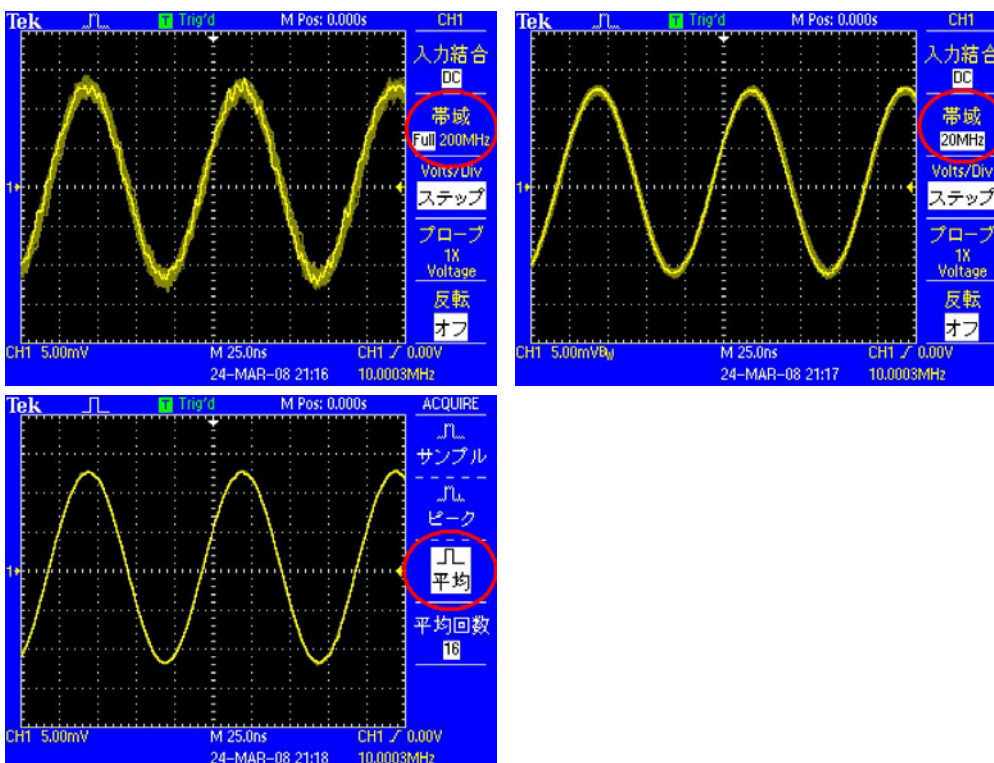 Tek Trig'd M Pos: 0.000s CH1
入力結合
DC
帯域
Full 200MHz
Volts/Div
ステップ
プローブ
1X
Voltage
反転
オフ
1
CH1 5.00mV M 25.0ns CH1 0.00V
24-MAR-08 21:16 10.0003MHz
Tek Trig'd M Pos: 0.000s CH1
入力結合
DC
帯域
20MHz
Volts/Div
ステップ
プローブ
1X
Voltage
反転
オフ
1
CH1 5.00mVBW M 25.0ns CH1 0.00V
24-MAR-08 21:17 10.0003MHz
Tek T Trig'd M Pos: 0.000s ACQUIRE
サンプル
ピーク
平均
平均回数
16
1
CH1 5.00mV M 25.0ns CH1 0.00V
24-MAR-08 21:18 10.0003MHz